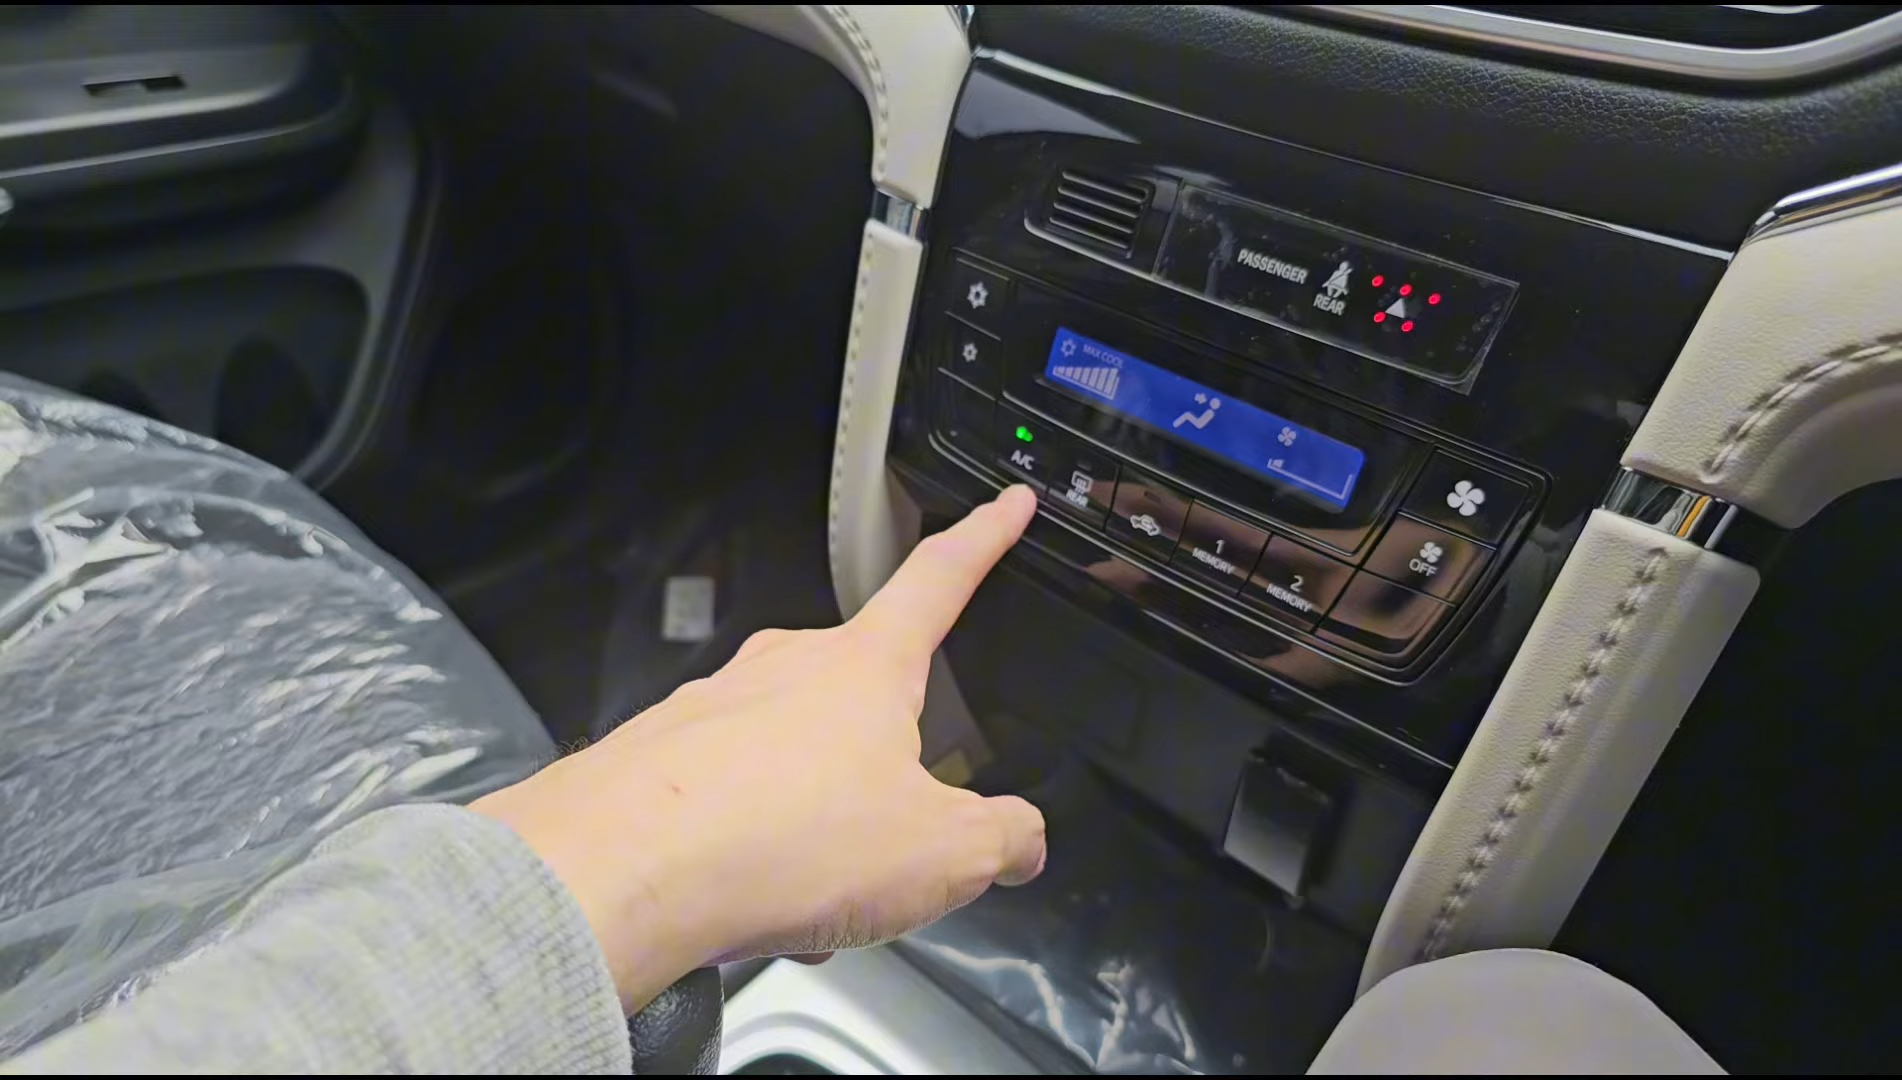 PASSENGER
REAR
MAX COOL
A/C
REAR
1
MEMORY
2
MEMORY
OFF